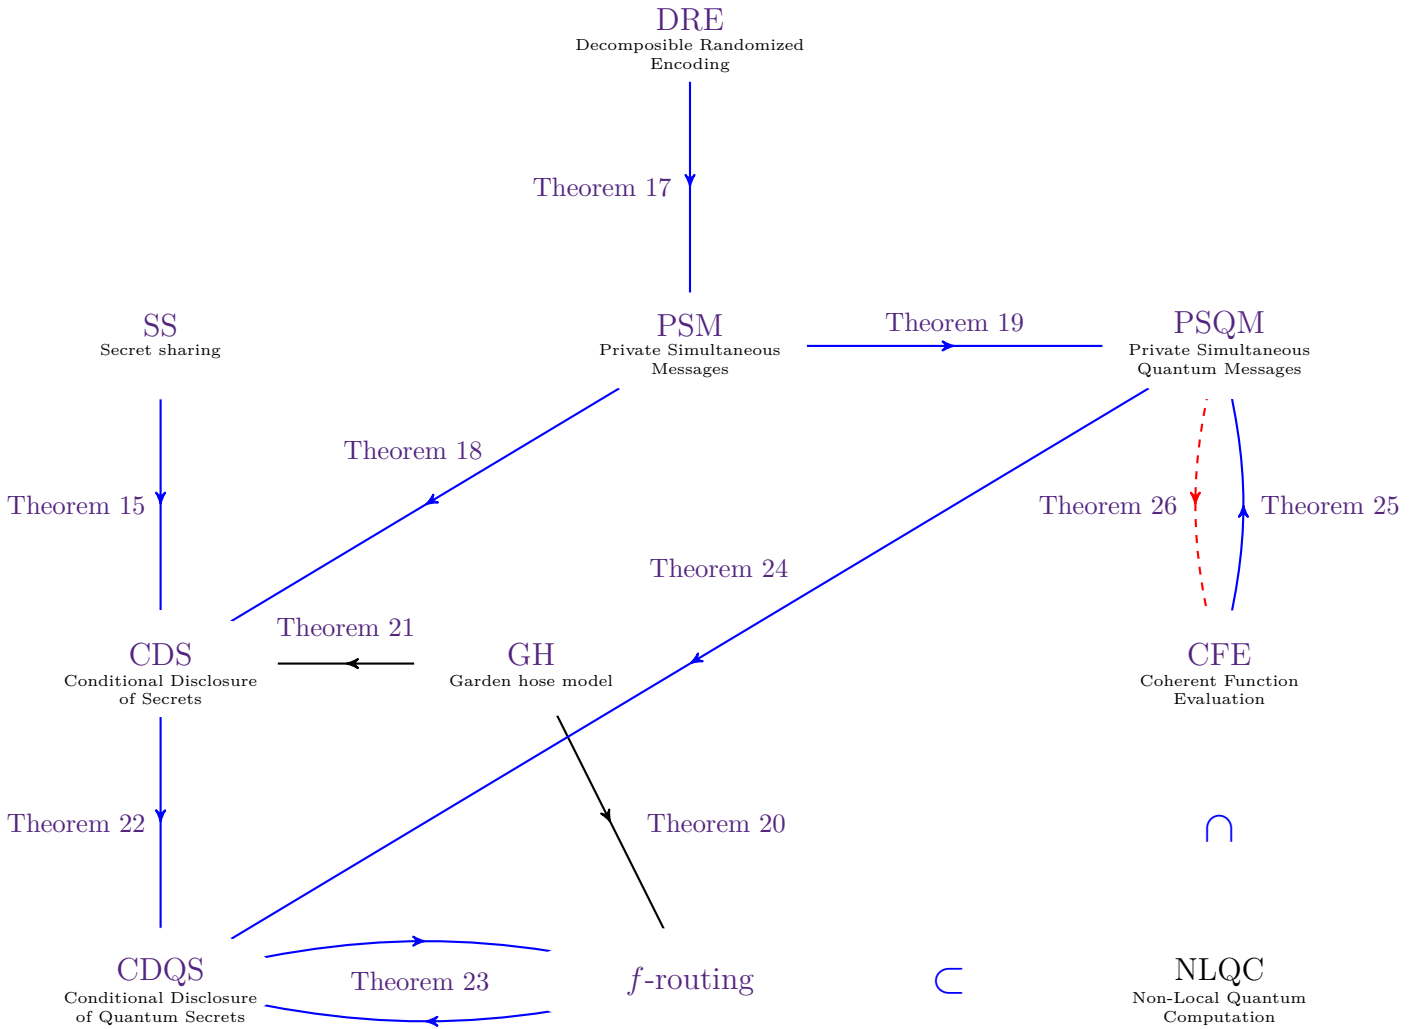 DRE
Decomposible Randomized
Encoding
Theorem 17
SS
Secret sharing
PSM
Private Simultaneous
Messages
Theorem 19
PSQM
Private Simultaneous
Quantum Messages
Theorem 18
Theorem 15
Theorem 26
Theorem 25
Theorem 24
Theorem 21
CDS
Conditional Disclosure
of Secrets
GH
Garden hose model
CFE
Coherent Function
Evaluation
Theorem 22
Theorem 20
∩
CDQS
Conditional Disclosure
of Quantum Secrets
Theorem 23
f-routing
⊂
NLQC
Non-Local Quantum
Computation